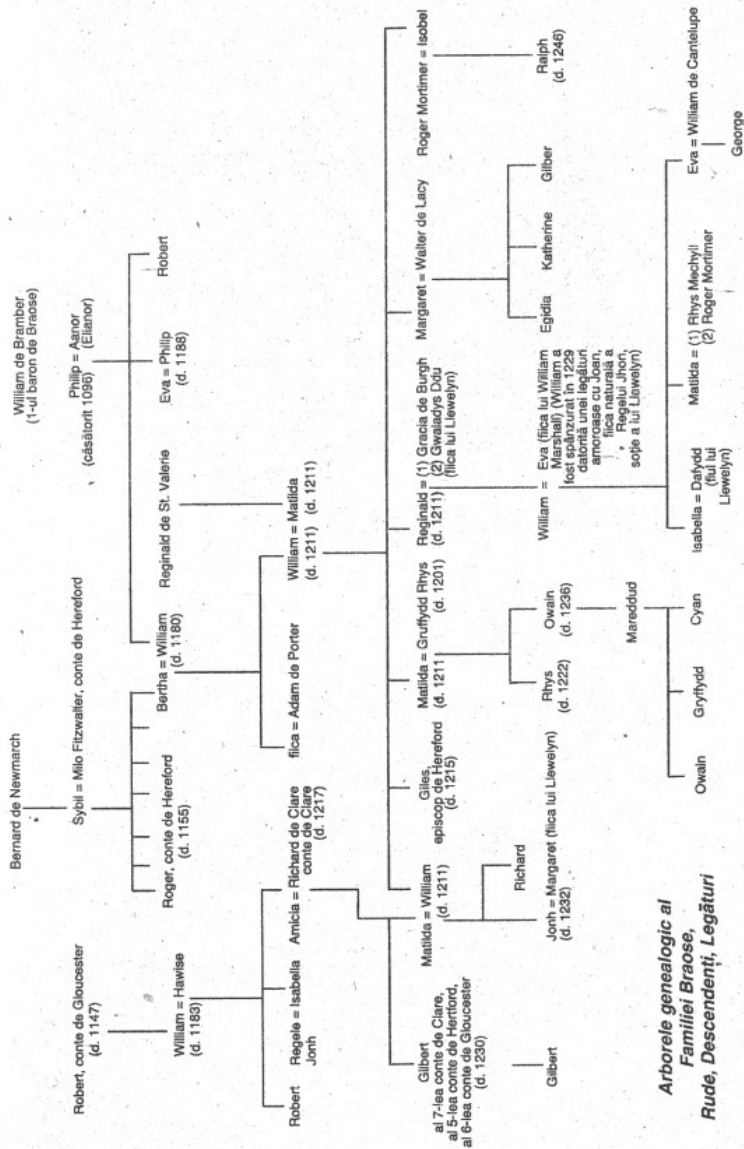 William de Bramber
(1-ul baron de Braose)
Bernard de Newmarch
Philip = Aanor
(Elianor)
(căsătorit 1096)
Robert, conte de Gloucester
(d. 1147)
Sybil = Milo Fitzwalter, conte de Hereford
William = Hawise
(d. 1183)
Roger, conte de Hereford
(d. 1155)
Bertha = William
(d. 1180)
Reginald de St. Valerie
Eva = Philip
(d. 1188)
Robert
Robert
Regele = Isabella
Jonh
Amicia = Richard de Clare
conte de Clare
(d. 1217)
fiica = Adam de Porter
William = Matilda
(d. 1211) (d. 1211)
Gilbert
al 7-lea conte de Clare,
al 5-lea conte de Hertford,
al 6-lea conte de Gloucester
(d. 1230)
Matilda = William
(d. 1211)
Giles,
episcop de Hereford
(d. 1215)
Matilda = Gruffydd Rhys
(d. 1211 (d. 1201)
Reginald = (1) Gracia de Burgh
(d. 1211) (2) Gwaladys Ddu
(fiica lui Llewelyn)
Margaret = Walter de Lacy
Roger Mortimer = Isobel
Gilbert
Jonh = Margaret (fiica lui Llewelyn)
(d. 1232)
Richard
Rhys
(d. 1222)
Owain
(d. 1236)
William = Eva (fiica lui William
Marshall) (William a
fost spânzurat în 1229
datorită unei legături
amoroase cu Joan,
fiica naturală a
Regelui Jhon,
soție a lui Llewelyn)
Egidia
Katherine
Gilber
Ralph
(d. 1246)
Mareddud
Owain
Gryffydd
Cyan
Isabella = Dafydd
(fiul lui
Llewelyn)
Matilda = (1) Rhys Mechyll
(2) Roger Mortimer
Eva = William de Cantelupe
George
Arborele genealogic al
Familiei Braose,
Rude, Descendenți, Legături